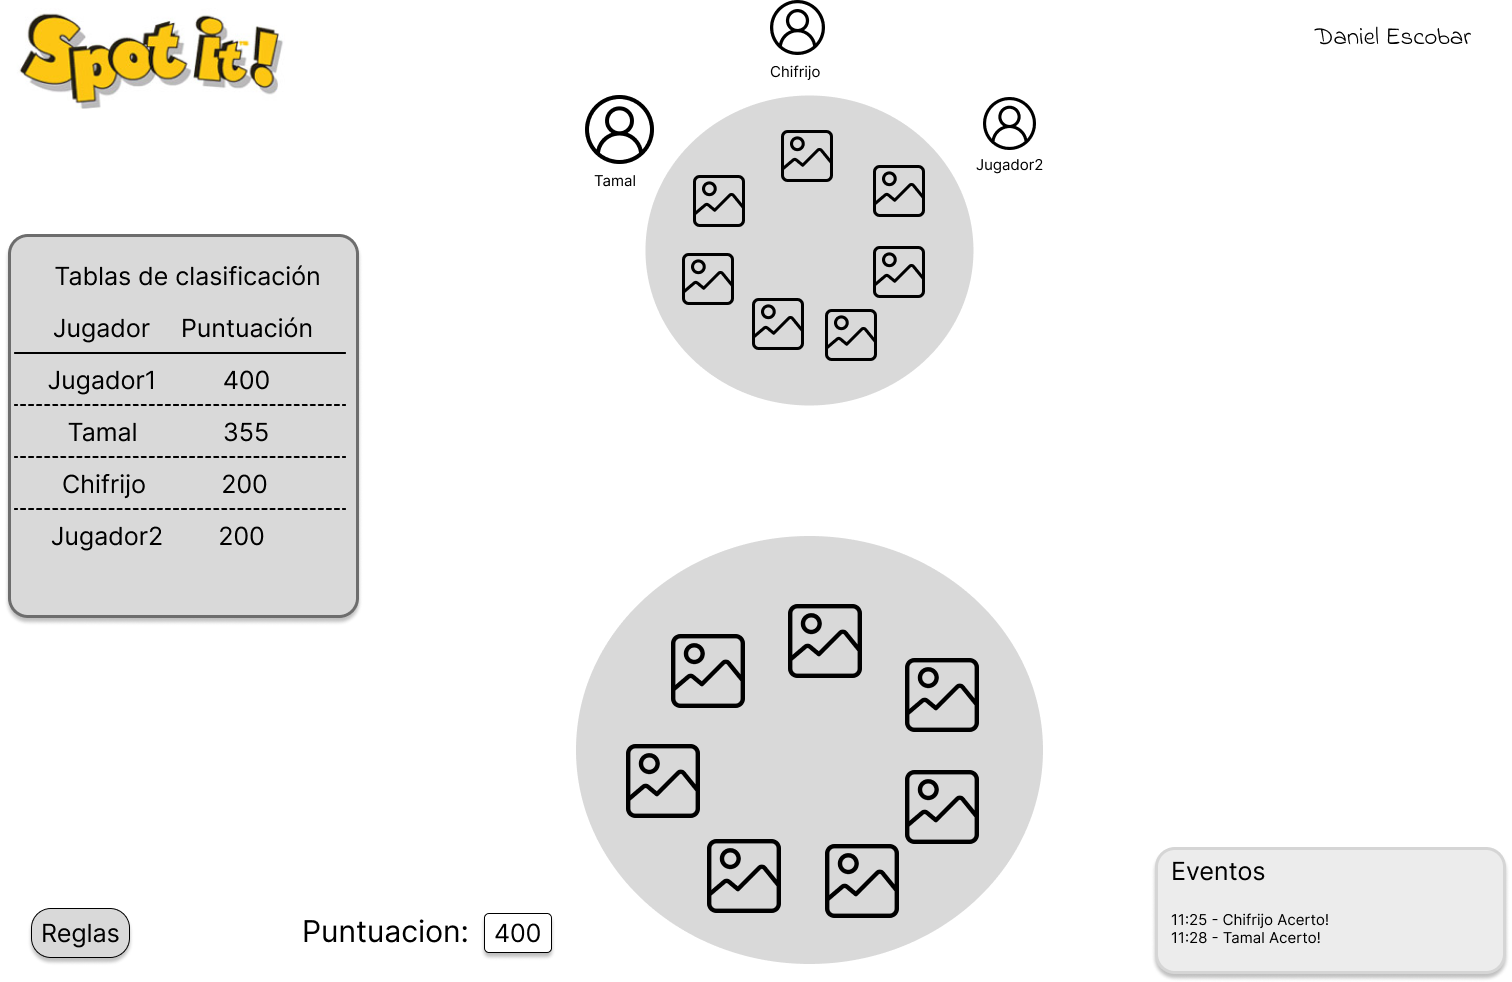 Spot it!
Chifrijo
Daniel Escobar
Tamal
Jugador2
Tablas de clasificación
Jugador Puntuación
Jugador1 400
Tamal 355
Chifrijo 200
Jugador2 200
Reglas
Puntuacion: 400
Eventos
11:25 - Chifrijo Acerto!
11:28 - Tamal Acerto!